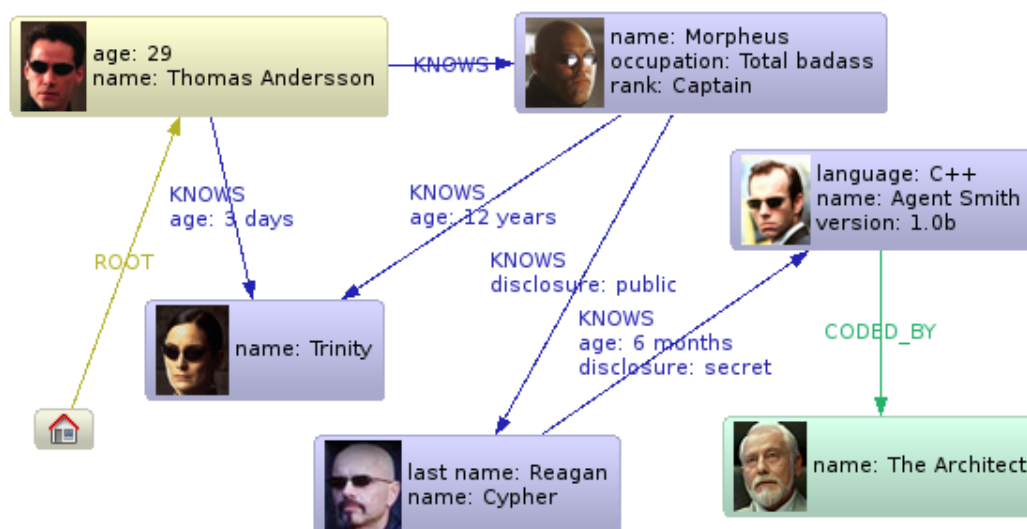 age: 29
name: Thomas Andersson
KNOWS
name: Morpheus
occupation: Total badass
rank: Captain
language: C++
name: Agent Smith
version: 1.0b
KNOWS
age: 3 days
KNOWS
age: 12 years
ROOT
KNOWS
disclosure: public
KNOWS
age: 6 months
disclosure: secret
CODED_BY
name: Trinity
last name: Reagan
name: Cypher
name: The Architect